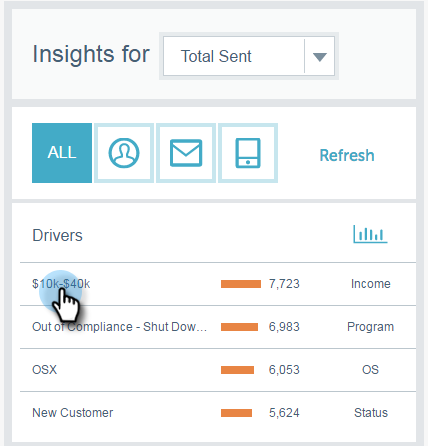 Insights for Total Sent
ALL Refresh
Drivers
$10k-$40k 7,723 Income
Out of Compliance - Shut Dow... 6,983 Program
OSX 6,053 OS
New Customer 5,624 Status